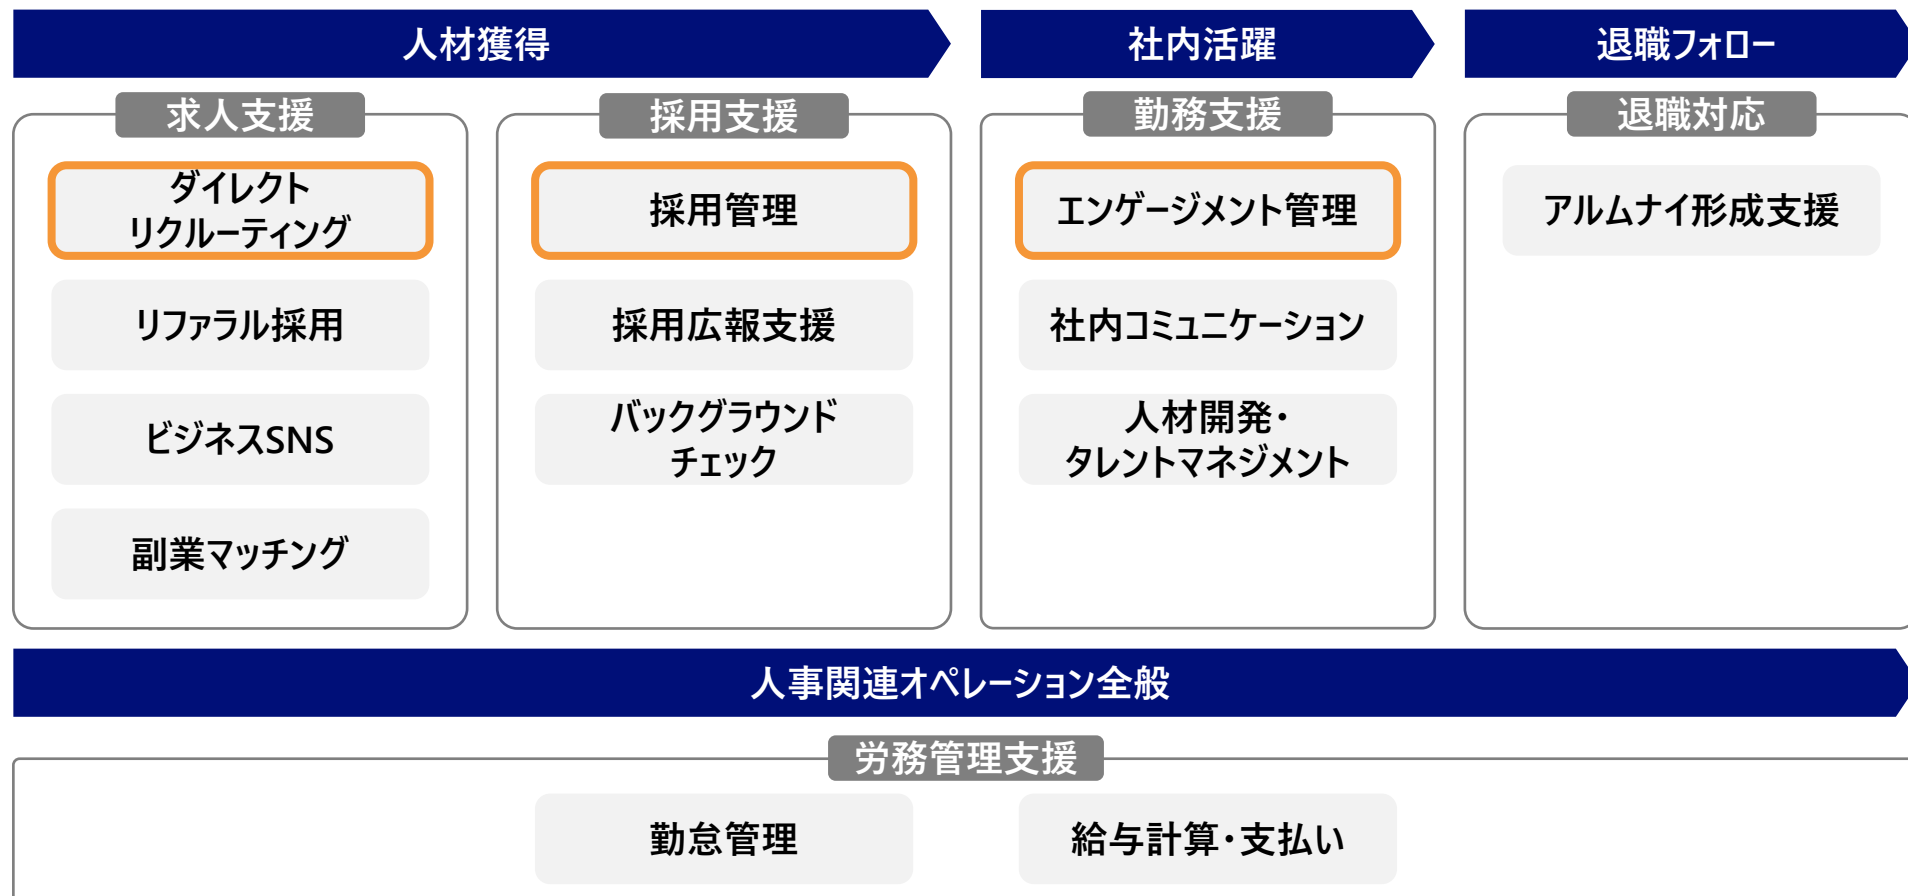 人材獲得
社内活躍
退職フォロー
求人支援
ダイレクト
リクルーティング
リファラル採用
ビジネスSNS
副業マッチング
採用支援
採用管理
採用広報支援
バックグラウンド
チェック
勤務支援
エンゲージメント管理
社内コミュニケーション
人材開発・
タレントマネジメント
退職対応
アルムナイ形成支援
人事関連オペレーション全般
労務管理支援
勤怠管理
給与計算・支払い